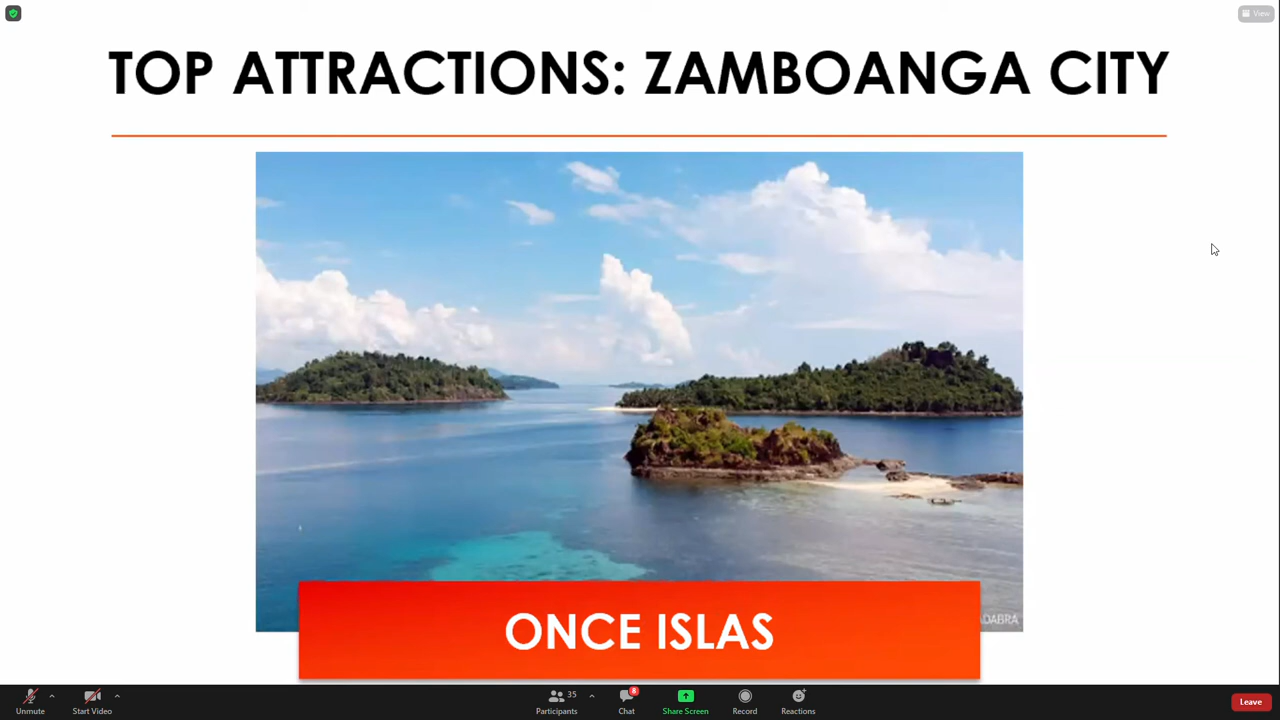 View
TOP ATTRACTIONS: ZAMBOANGA CITY
ONCE ISLAS
35
8
Unmute
Start Video
Participants
Chat
Share Screen
Record
Reactions
Leave